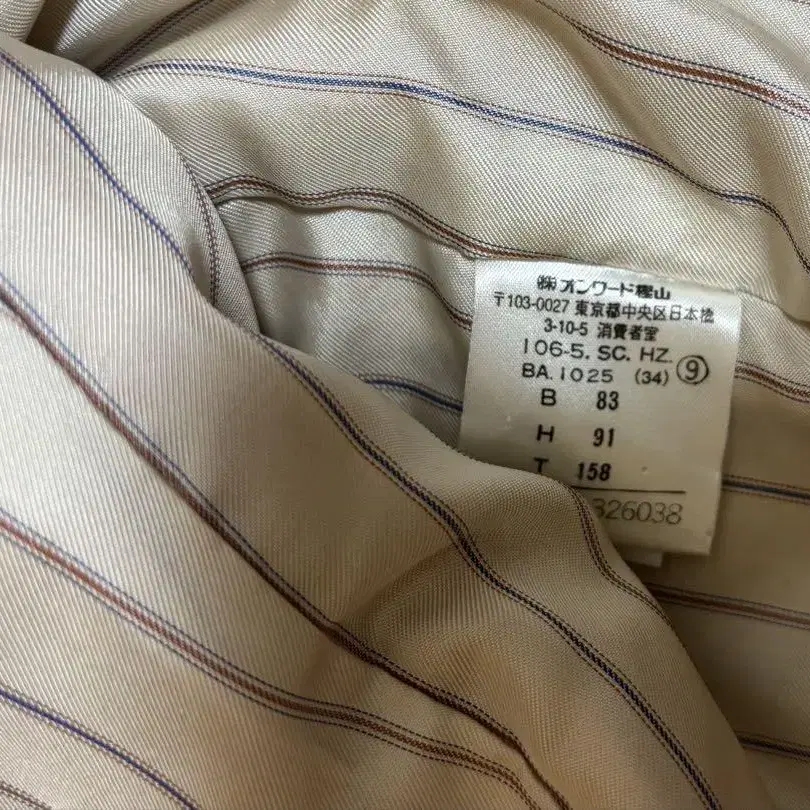 ㈱オンワード樫山
〒103-0027 東京都中央区日本橋
3-10-5 消費者室
106-5. SC. HZ.
BA. 1025 (34) ⑨
B 83
H 91
T 158
326038